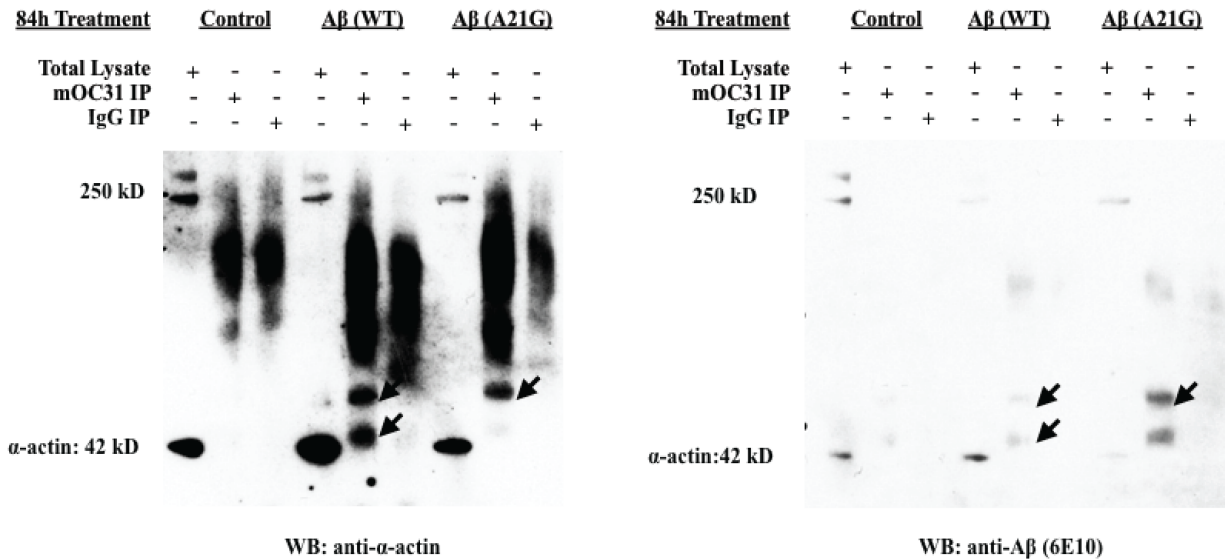 84h Treatment Control Aβ (WT) Aβ (A21G)
Total Lysate + - - + - - + - -
mOC31 IP - + - - + - - + -
IgG IP - - + - - + - - +
250 kD
α-actin: 42 kD
WB: anti-α-actin
84h Treatment Control Aβ (WT) Aβ (A21G)
Total Lysate + - - + - - + - -
mOC31 IP - + - - + - - + -
IgG IP - - + - - + - - +
250 kD
α-actin:42 kD
WB: anti-Aβ (6E10)